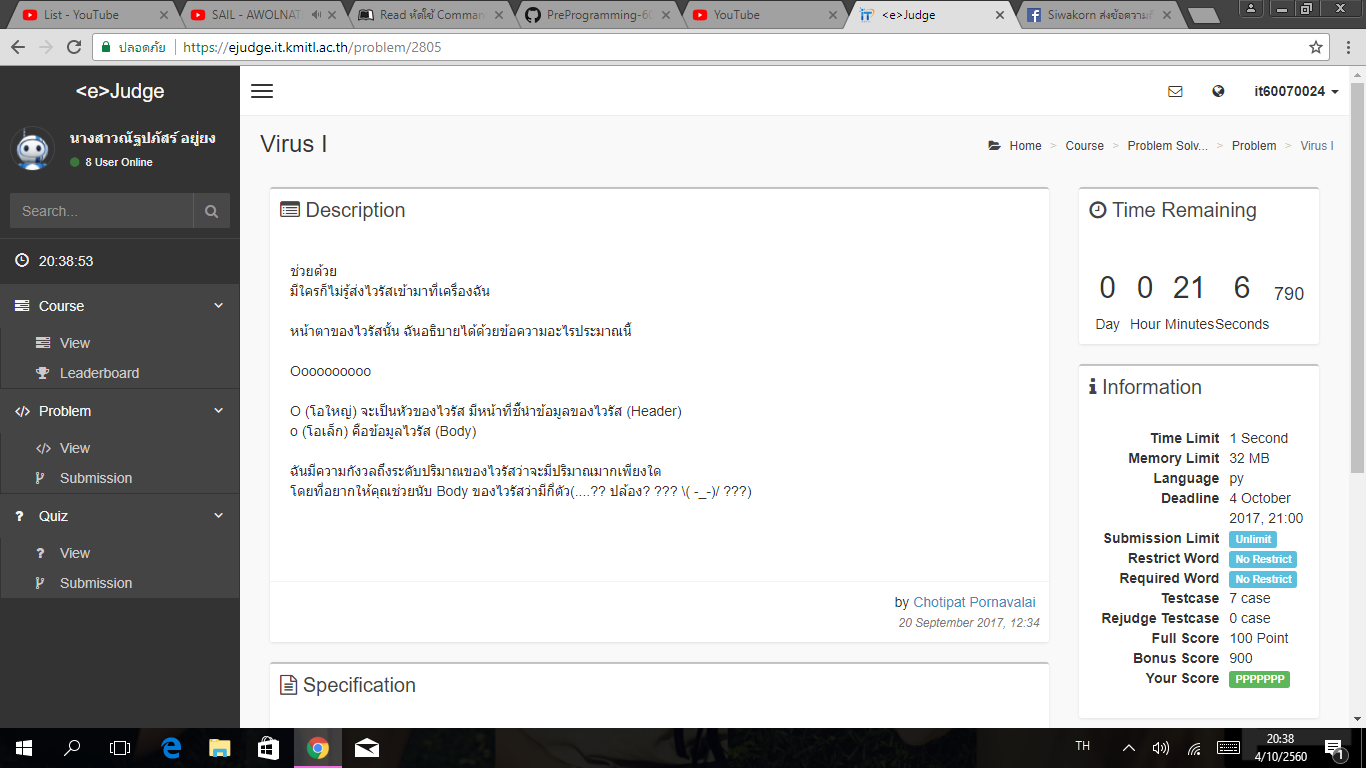 List - YouTube
SAIL - AWOLNAT
Read หัดใช้ Comman
PreProgramming-60
YouTube
<e>Judge
Siwakorn ส่งข้อความถึ
ปลอดภัย https://ejudge.it.kmitl.ac.th/problem/2805
<e>Judge
it60070024
นางสาวณัฐปภัสร์ อยู่ยง
8 User Online
Search...
20:38:53
Course
View
Leaderboard
Problem
View
Submission
Quiz
View
Submission
Virus I
Home > Course > Problem Solv... > Problem > Virus I
Description
ช่วยด้วย
มีใครก็ไม่รู้ส่งไวรัสเข้ามาที่เครื่องฉัน
หน้าตาของไวรัสนั้น ฉันอธิบายได้ด้วยข้อความอะไรประมาณนี้
Oooooooooo
O (โอใหญ่) จะเป็นหัวของไวรัส มีหน้าที่ชี้นำข้อมูลของไวรัส (Header)
o (โอเล็ก) คือข้อมูลไวรัส (Body)
ฉันมีความกังวลถึงระดับปริมาณของไวรัสว่าจะมีปริมาณมากเพียงใด
โดยที่อยากให้คุณช่วยนับ Body ของไวรัสว่ามีกี่ตัว(....?? ปล้อง? ??? \( -_-)/ ???)
by Chotipat Pornavalai
20 September 2017, 12:34
Specification
Time Remaining
0 0 21 6 790
Day Hour Minutes Seconds
Information
Time Limit 1 Second
Memory Limit 32 MB
Language py
Deadline 4 October
2017, 21:00
Submission Limit Unlimit
Restrict Word No Restrict
Required Word No Restrict
Testcase 7 case
Rejudge Testcase 0 case
Full Score 100 Point
Bonus Score 900
Your Score PPPPPPP
TH
20:38
4/10/2560
1